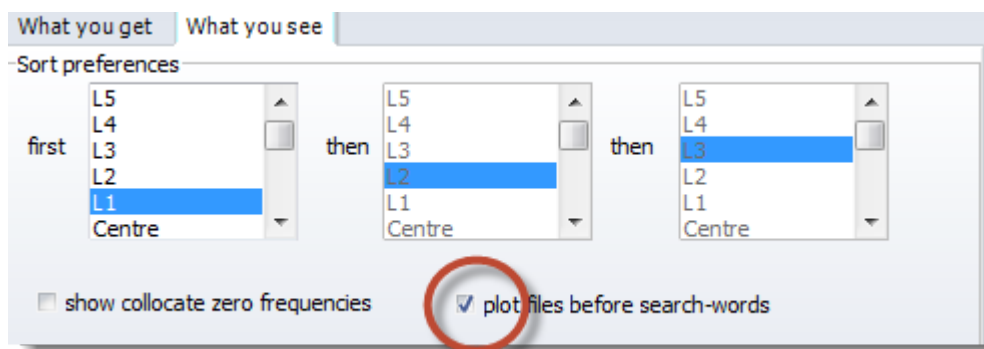 What you get What you see
Sort preferences
first
L5
L4
L3
L2
L1
Centre
then
L5
L4
L3
L2
L1
Centre
then
L5
L4
L3
L2
L1
Centre
show collocate zero frequencies
plot files before search-words